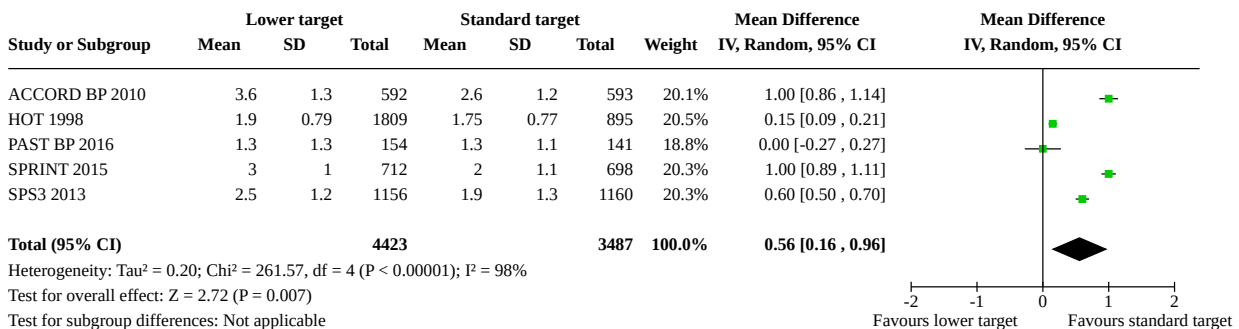 Lower target Standard target Mean Difference Mean Difference
Study or Subgroup Mean SD Total Mean SD Total Weight IV, Random, 95% CI IV, Random, 95% CI
ACCORD BP 2010 3.6 1.3 592 2.6 1.2 593 20.1% 1.00 [0.86 , 1.14]
HOT 1998 1.9 0.79 1809 1.75 0.77 895 20.5% 0.15 [0.09 , 0.21]
PAST BP 2016 1.3 1.3 154 1.3 1.1 141 18.8% 0.00 [-0.27 , 0.27]
SPRINT 2015 3 1 712 2 1.1 698 20.3% 1.00 [0.89 , 1.11]
SPS3 2013 2.5 1.2 1156 1.9 1.3 1160 20.3% 0.60 [0.50 , 0.70]
Total (95% CI) 4423 3487 100.0% 0.56 [0.16 , 0.96]
Heterogeneity: Tau² = 0.20; Chi² = 261.57, df = 4 (P < 0.00001); I² = 98%
Test for overall effect: Z = 2.72 (P = 0.007)
Test for subgroup differences: Not applicable
-2 -1 0 1 2
Favours lower target Favours standard target